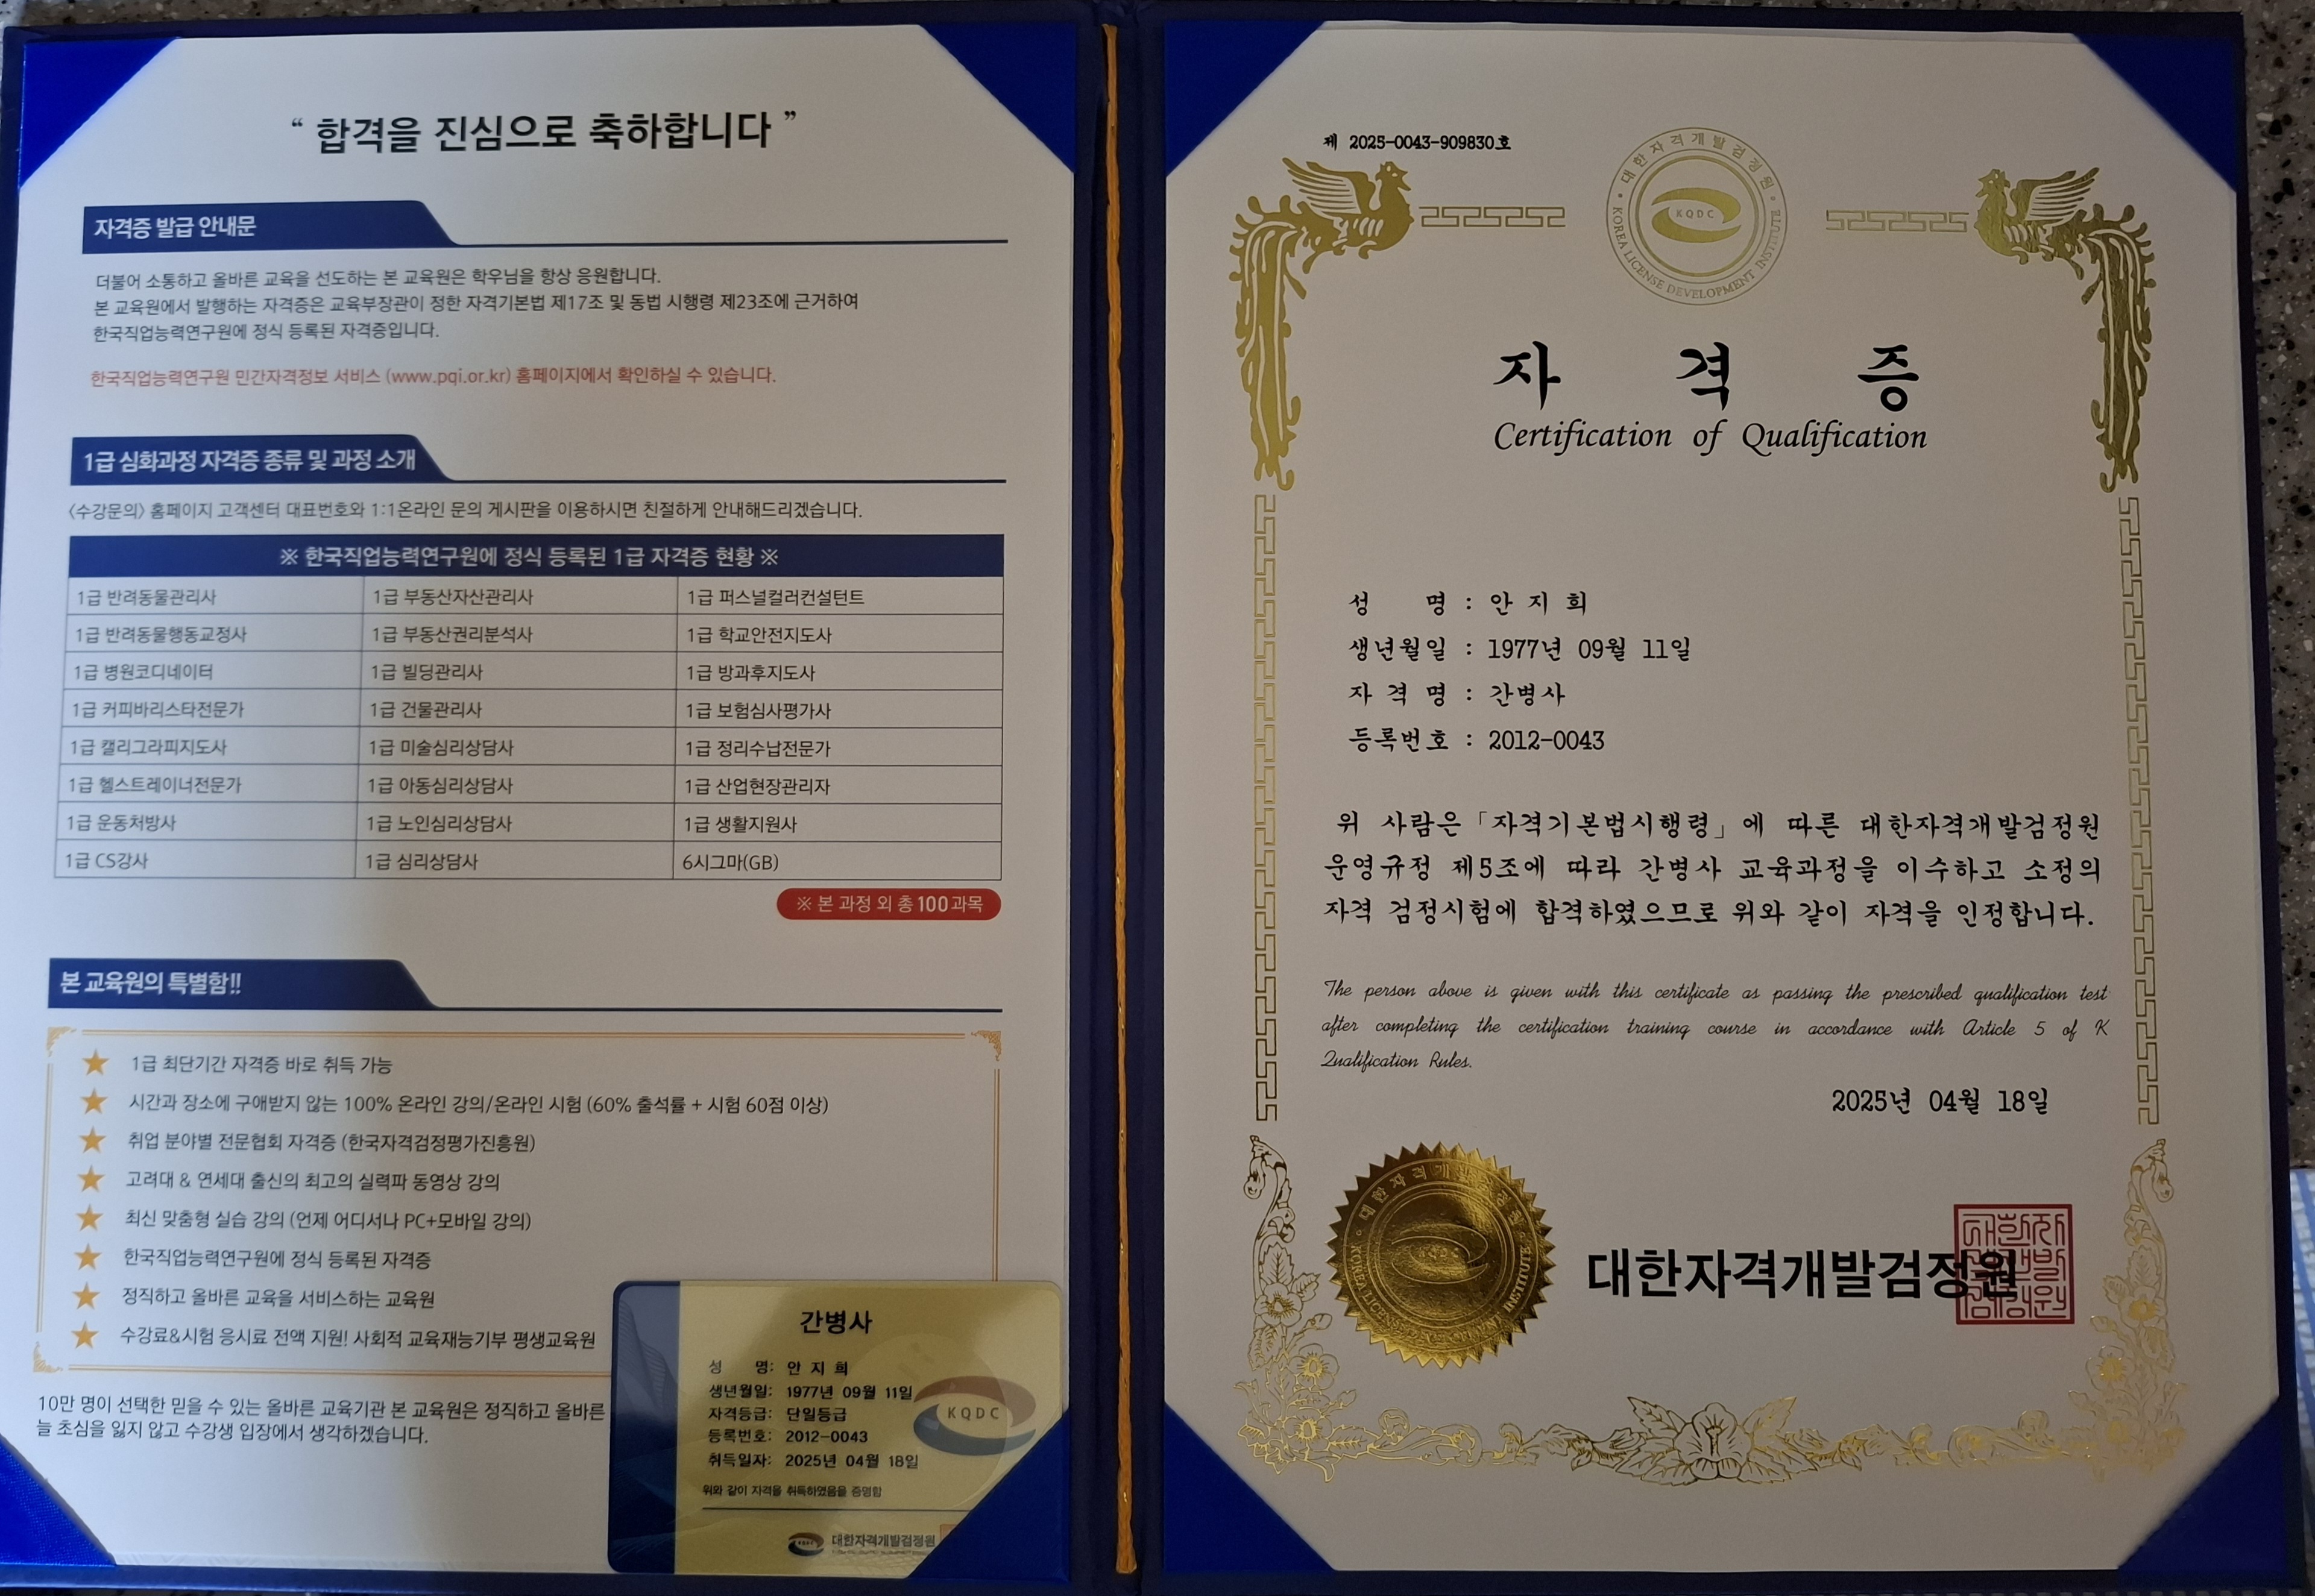 “ 합격을 진심으로 축하합니다 ”
자격증 발급 안내문
더불어 소통하고 올바른 교육을 선도하는 본 교육원은 학우님을 항상 응원합니다.
본 교육원에서 발행하는 자격증은 교육부장관이 정한 자격기본법 제17조 및 동법 시행령 제23조에 근거하여
한국직업능력연구원에 정식 등록된 자격증입니다.
한국직업능력연구원 민간자격정보 서비스 (www.pqi.or.kr) 홈페이지에서 확인하실 수 있습니다.
1급 심화과정 자격증 종류 및 과정 소개
<수강문의> 홈페이지 고객센터 대표번호와 1:1온라인 문의 게시판을 이용하시면 친절하게 안내해드리겠습니다.
※ 한국직업능력연구원에 정식 등록된 1급 자격증 현황 ※
1급 반려동물관리사 1급 부동산자산관리사 1급 퍼스널컬러컨설턴트
1급 반려동물행동교정사 1급 부동산권리분석사 1급 학교안전지도사
1급 병원코디네이터 1급 빌딩관리사 1급 방과후지도사
1급 커피바리스타전문가 1급 건물관리사 1급 보험심사평가사
1급 캘리그라피지도사 1급 미술심리상담사 1급 정리수납전문가
1급 헬스트레이너전문가 1급 아동심리상담사 1급 산업현장관리자
1급 운동처방사 1급 노인심리상담사 1급 생활지원사
1급 CS강사 1급 심리상담사 6시그마(GB)
※ 본 과정 외 총 100과목
본 교육원의 특별함!!
1급 최단기간 자격증 바로 취득 가능
시간과 장소에 구애받지 않는 100% 온라인 강의/온라인 시험 (60% 출석률 + 시험 60점 이상)
취업 분야별 전문협회 자격증 (한국자격검정평가진흥원)
고려대 & 연세대 출신의 최고의 실력파 동영상 강의
최신 맞춤형 실습 강의 (언제 어디서나 PC+모바일 강의)
한국직업능력연구원에 정식 등록된 자격증
정직하고 올바른 교육을 서비스하는 교육원
수강료&시험 응시료 전액 지원! 사회적 교육재능기부 평생교육원
10만 명이 선택한 믿을 수 있는 올바른 교육기관 본 교육원은 정직하고 올바른
늘 초심을 잃지 않고 수강생 입장에서 생각하겠습니다.
간병사
성 명: 안 지 희
생년월일: 1977년 09월 11일
자격등급: 단일등급
등록번호: 2012-0043
취득일자: 2025년 04월 18일
위와 같이 자격을 취득하였음을 증명함
KQDC
KQDC 대한자격개발검정원
제 2025-0043-909830호
대한자격개발검정원
KQDC
KOREA LICENSE DEVELOPMENT INSTITUTE
자 격 증
Certification of Qualification
성 명 : 안 지 희
생년월일 : 1977년 09월 11일
자 격 명 : 간병사
등록번호 : 2012-0043
위 사람은 「자격기본법시행령」에 따른 대한자격개발검정원
운영규정 제5조에 따라 간병사 교육과정을 이수하고 소정의
자격 검정시험에 합격하였으므로 위와 같이 자격을 인정합니다.
The person above is given with this certificate as passing the prescribed qualification test
after completing the certification training course in accordance with Article 5 of K
Qualification Rules.
2025년 04월 18일
대한자격개발검정원